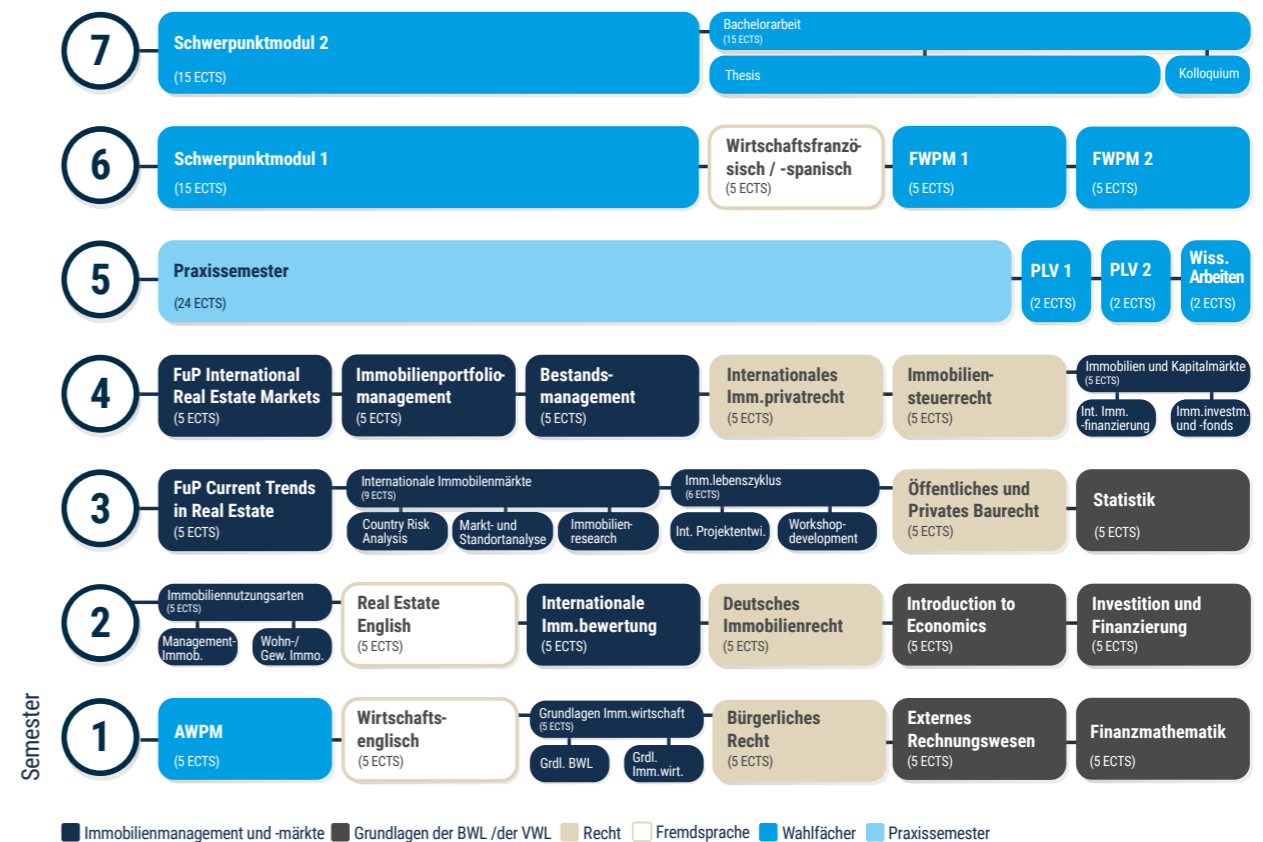 7
Schwerpunktmodul 2
(15 ECTS)
Bachelorarbeit
(15 ECTS)
Thesis
Kolloquium
6
Schwerpunktmodul 1
(15 ECTS)
Wirtschaftsfranzö-
sisch / -spanisch
(5 ECTS)
FWPM 1
(5 ECTS)
FWPM 2
(5 ECTS)
5
Praxissemester
(24 ECTS)
PLV 1
(2 ECTS)
PLV 2
(2 ECTS)
Wiss.
Arbeiten
(2 ECTS)
4
FuP International
Real Estate Markets
(5 ECTS)
Immobilienportfolio-
management
(5 ECTS)
Bestands-
management
(5 ECTS)
Internationales
Imm.privatrecht
(5 ECTS)
Immobilien-
steuerrecht
(5 ECTS)
Immobilien und Kapitalmärkte
(5 ECTS)
Int. Imm.
-finanzierung
Imm.investm.
und -fonds
3
FuP Current Trends
in Real Estate
(5 ECTS)
Internationale Immobilenmärkte
(9 ECTS)
Country Risk
Analysis
Markt- und
Standortanalyse
Immobilien-
research
Imm.lebenszyklus
(6 ECTS)
Int. Projektentwi.
Workshop-
development
Öffentliches und
Privates Baurecht
(5 ECTS)
Statistik
(5 ECTS)
2
Immobiliennutzungsarten
(5 ECTS)
Management-
Immob.
Wohn-/
Gew. Immo.
Real Estate
English
(5 ECTS)
Internationale
Imm.bewertung
(5 ECTS)
Deutsches
Immobilienrecht
(5 ECTS)
Introduction to
Economics
(5 ECTS)
Investition und
Finanzierung
(5 ECTS)
Semester
1
AWPM
(5 ECTS)
Wirtschafts-
englisch
(5 ECTS)
Grundlagen Imm.wirtschaft
(5 ECTS)
Grdl. BWL
Grdl.
Imm.wirt.
Bürgerliches
Recht
(5 ECTS)
Externes
Rechnungswesen
(5 ECTS)
Finanzmathematik
(5 ECTS)
Immobilienmanagement und -märkte Grundlagen der BWL /der VWL Recht Fremdsprache Wahlfächer Praxissemester